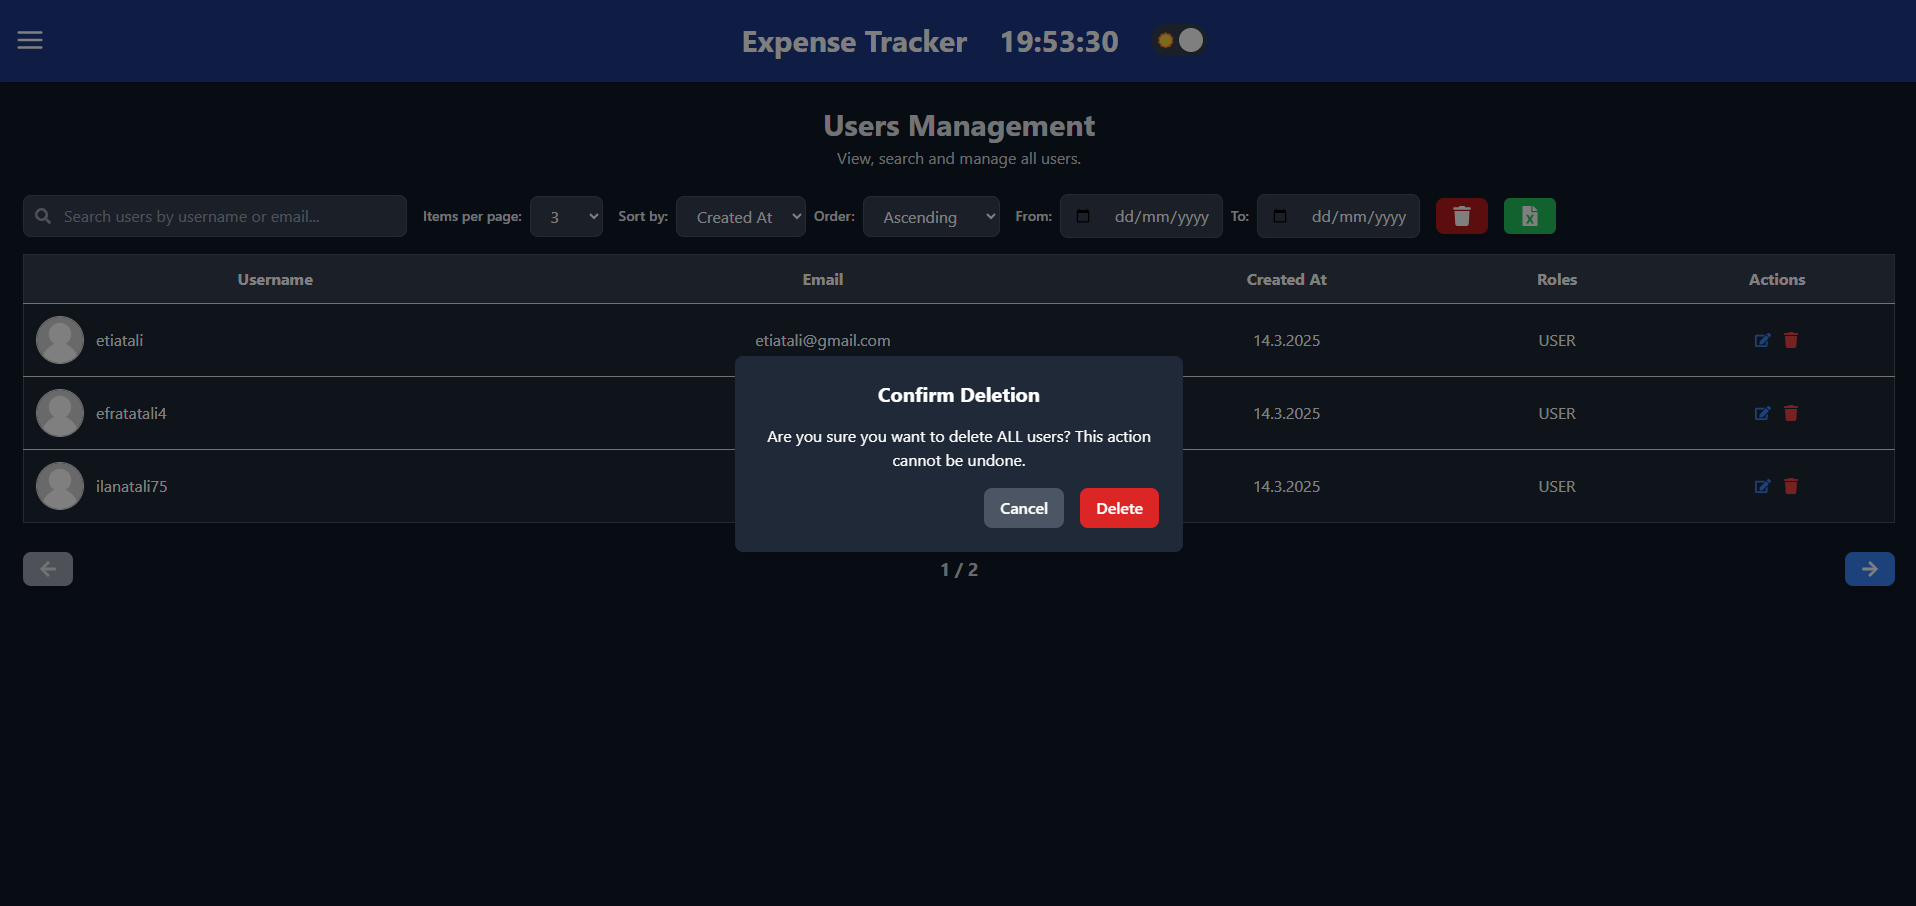 Expense Tracker 19:53:30
Users Management
View, search and manage all users.
Search users by username or email... Items per page: 3 Sort by: Created At Order: Ascending From: dd/mm/yyyy To: dd/mm/yyyy
Username Email Created At Roles Actions
etiatali etiatali@gmail.com 14.3.2025 USER
efratatali4 14.3.2025 USER
ilanatali75 14.3.2025 USER
Confirm Deletion
Are you sure you want to delete ALL users? This action
cannot be undone.
Cancel Delete
1 / 2